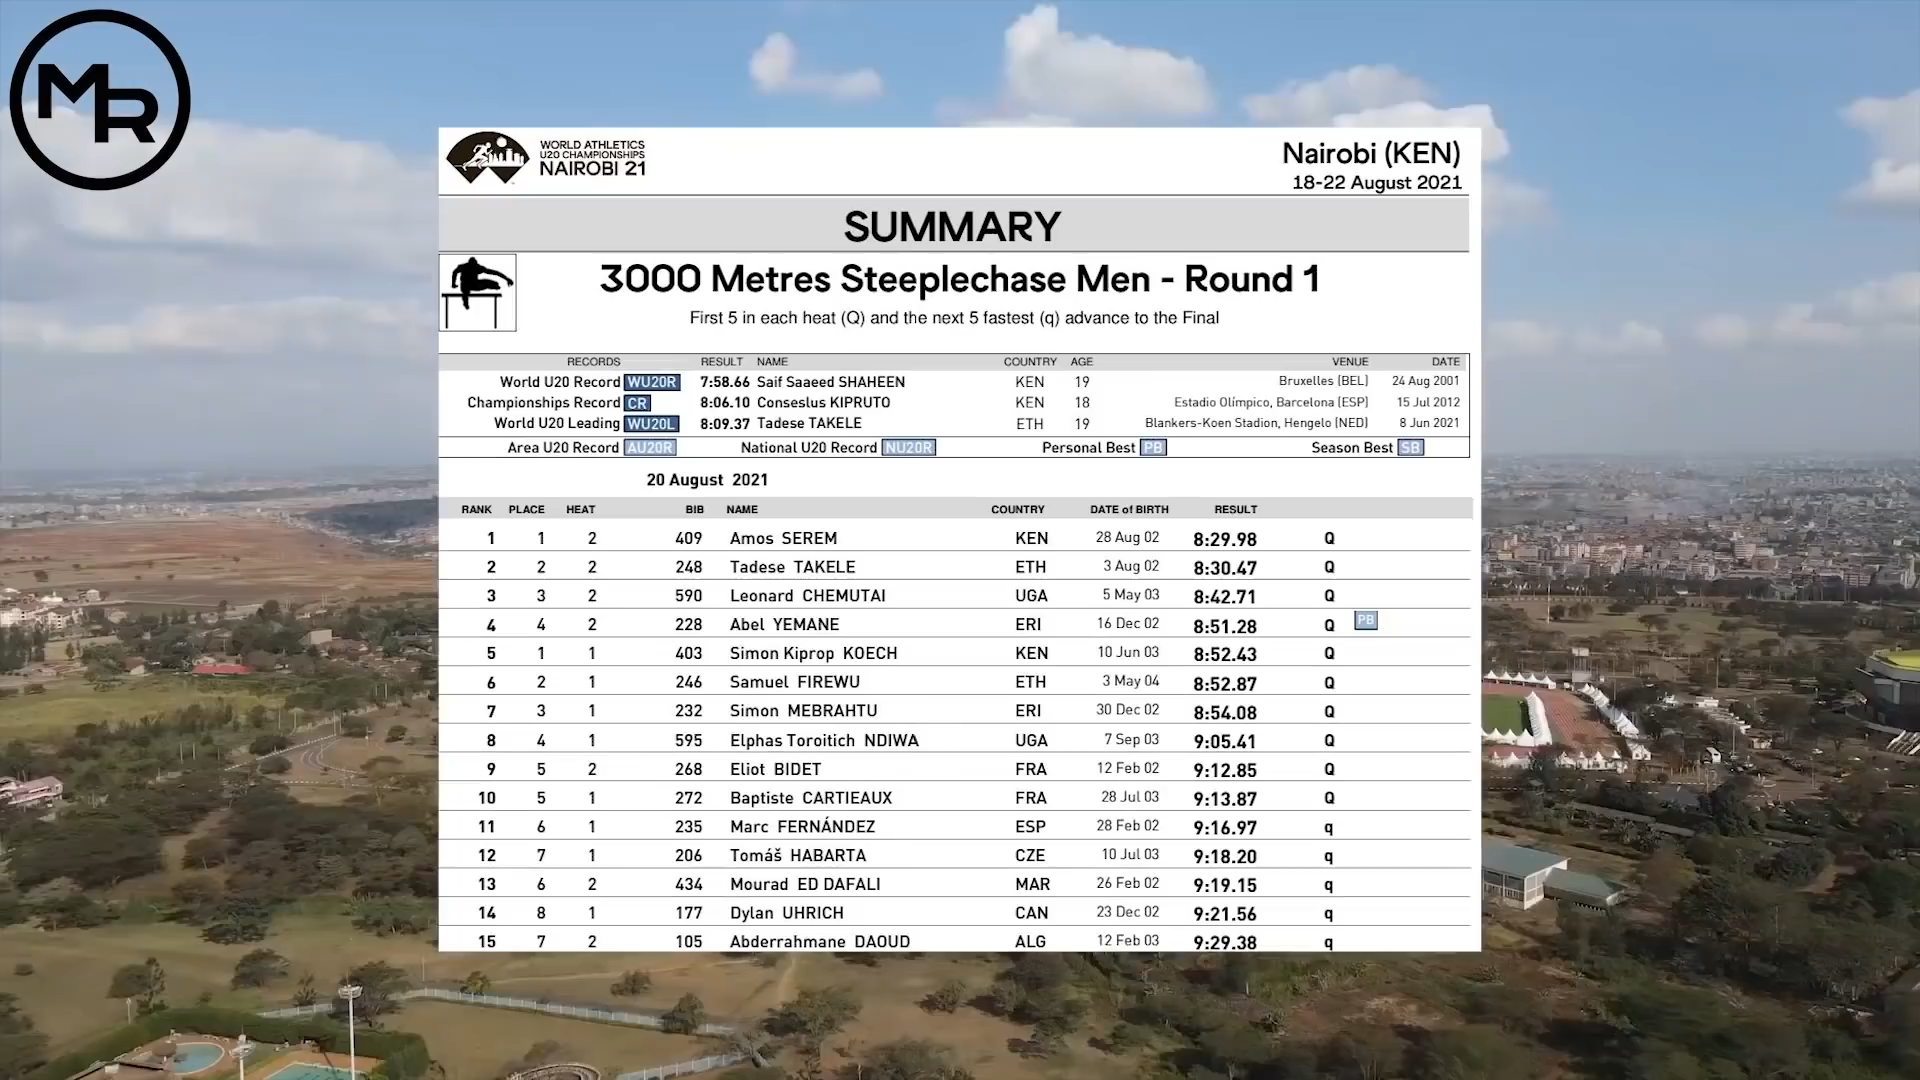 MR
WORLD ATHLETICS
U20 CHAMPIONSHIPS
NAIROBI 21
Nairobi (KEN)
18-22 August 2021
SUMMARY
3000 Metres Steeplechase Men - Round 1
First 5 in each heat (Q) and the next 5 fastest (q) advance to the Final
RECORDS RESULT NAME COUNTRY AGE VENUE DATE
World U20 Record WU20R 7:58.66 Saif Saaeed SHAHEEN KEN 19 Bruxelles (BEL) 24 Aug 2001
Championships Record CR 8:06.10 Conseslus KIPRUTO KEN 18 Estadio Olímpico, Barcelona (ESP) 15 Jul 2012
World U20 Leading WU20L 8:09.37 Tadese TAKELE ETH 19 Blankers-Koen Stadion, Hengelo (NED) 8 Jun 2021
Area U20 Record AU20R National U20 Record NU20R Personal Best PB Season Best SB
20 August 2021
RANK PLACE HEAT BIB NAME COUNTRY DATE of BIRTH RESULT
1 1 2 409 Amos SEREM KEN 28 Aug 02 8:29.98 Q
2 2 2 248 Tadese TAKELE ETH 3 Aug 02 8:30.47 Q
3 3 2 590 Leonard CHEMUTAI UGA 5 May 03 8:42.71 Q
4 4 2 228 Abel YEMANE ERI 16 Dec 02 8:51.28 Q PB
5 1 1 403 Simon Kiprop KOECH KEN 10 Jun 03 8:52.43 Q
6 2 1 246 Samuel FIREWU ETH 3 May 04 8:52.87 Q
7 3 1 232 Simon MEBRAHTU ERI 30 Dec 02 8:54.08 Q
8 4 1 595 Elphas Toroitich NDIWA UGA 7 Sep 03 9:05.41 Q
9 5 2 268 Eliot BIDET FRA 12 Feb 02 9:12.85 Q
10 5 1 272 Baptiste CARTIEAUX FRA 28 Jul 03 9:13.87 Q
11 6 1 235 Marc FERNÁNDEZ ESP 28 Feb 02 9:16.97 q
12 7 1 206 Tomáš HABARTA CZE 10 Jul 03 9:18.20 q
13 6 2 434 Mourad ED DAFALI MAR 26 Feb 02 9:19.15 q
14 8 1 177 Dylan UHRICH CAN 23 Dec 02 9:21.56 q
15 7 2 105 Abderrahmane DAOUD ALG 12 Feb 03 9:29.38 q